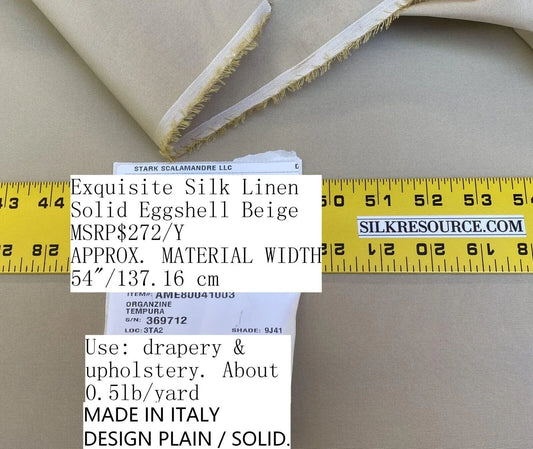 STARK SCALAMANDRE LLC
Exquisite Silk Linen
Solid Eggshell Beige
MSRP$272/Y
APPROX. MATERIAL WIDTH
54"/137.16 cm
SILKRESOURCE.COM
ITEM#: AME80041003
ORGANZINE
TEMPURA
S/N: 369712
LOC: 3TA2 SHADE: 9J41
Use: drapery &
upholstery. About
0.5lb/yard
MADE IN ITALY
DESIGN PLAIN / SOLID.